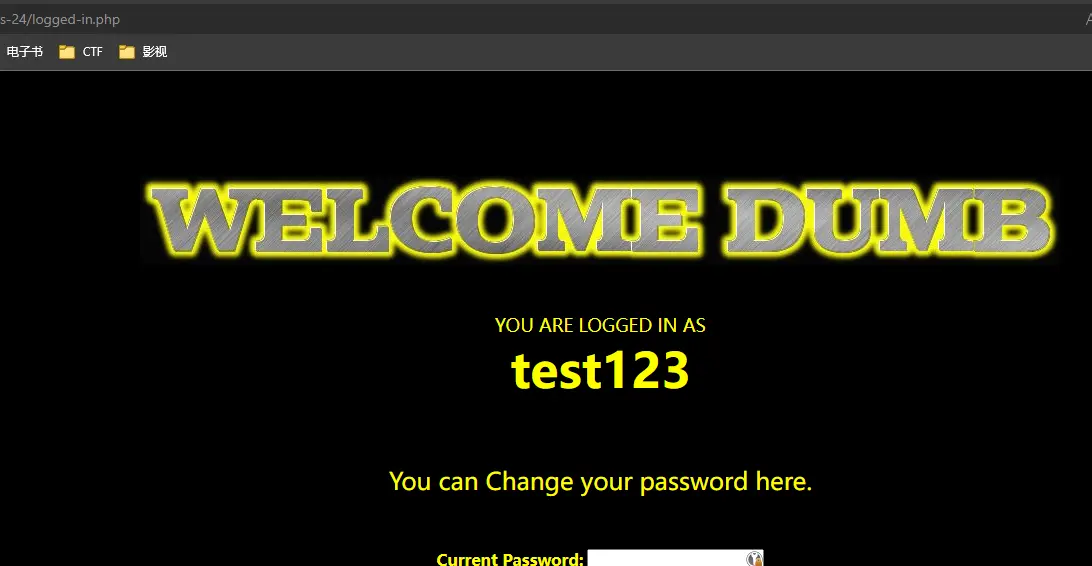 s-24/logged-in.php
电子书 CTF 影视
WELCOME DUMB
YOU ARE LOGGED IN AS
test123
You can Change your password here.
Current Password: